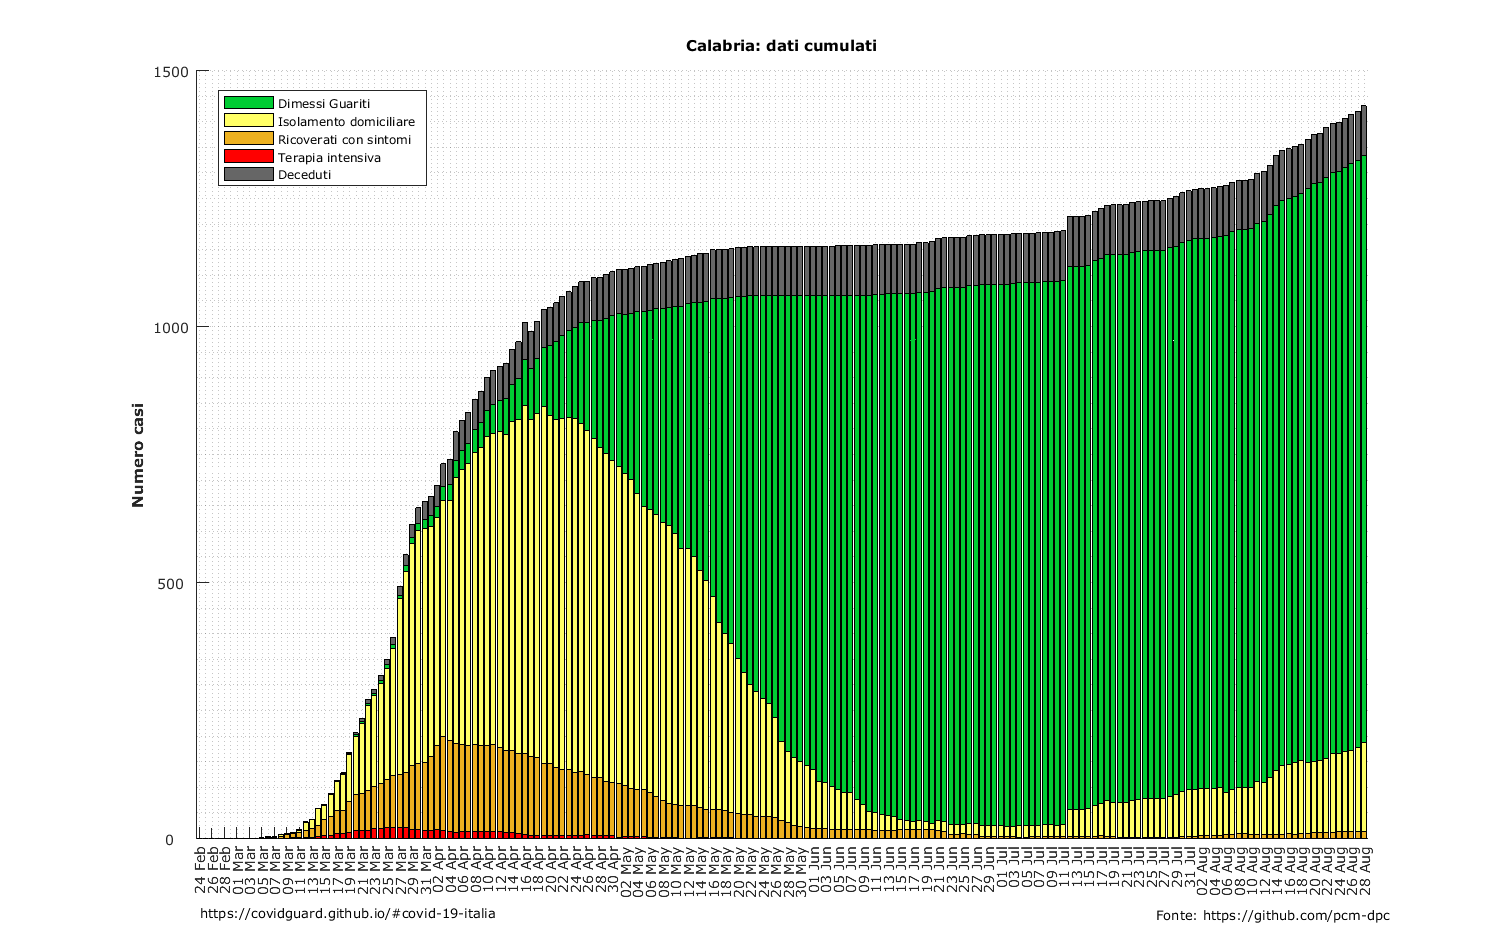 Calabria: dati cumulati
1500
1000
500
0
Numero casi
Dimessi Guariti
Isolamento domiciliare
Ricoverati con sintomi
Terapia intensiva
Deceduti
24 Feb
26 Feb
28 Feb
01 Mar
03 Mar
05 Mar
07 Mar
09 Mar
11 Mar
13 Mar
15 Mar
17 Mar
19 Mar
21 Mar
23 Mar
25 Mar
27 Mar
29 Mar
31 Mar
02 Apr
04 Apr
06 Apr
08 Apr
10 Apr
12 Apr
14 Apr
16 Apr
18 Apr
20 Apr
22 Apr
24 Apr
26 Apr
28 Apr
30 Apr
02 May
04 May
06 May
08 May
10 May
12 May
14 May
16 May
18 May
20 May
22 May
24 May
26 May
28 May
30 May
01 Jun
03 Jun
05 Jun
07 Jun
09 Jun
11 Jun
13 Jun
15 Jun
17 Jun
19 Jun
21 Jun
23 Jun
25 Jun
27 Jun
29 Jun
01 Jul
03 Jul
05 Jul
07 Jul
09 Jul
11 Jul
13 Jul
15 Jul
17 Jul
19 Jul
21 Jul
23 Jul
25 Jul
27 Jul
29 Jul
31 Jul
02 Aug
04 Aug
06 Aug
08 Aug
10 Aug
12 Aug
14 Aug
16 Aug
18 Aug
20 Aug
22 Aug
24 Aug
26 Aug
28 Aug
https://covidguard.github.io/#covid-19-italia
Fonte: https://github.com/pcm-dpc